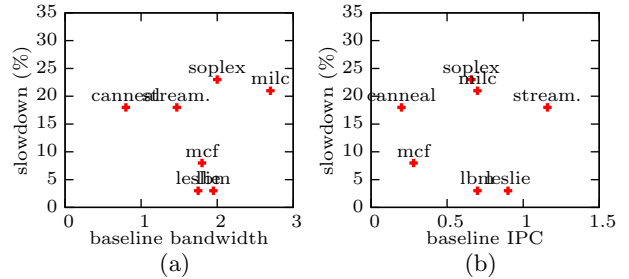 slowdown (%)
35
30
25
20
15
10
5
0
soplex
milc
canneal
stream.
mcf
leslie
lbm
0 1 2 3
baseline bandwidth
(a)
slowdown (%)
35
30
25
20
15
10
5
0
soplex
milc
canneal
stream.
mcf
lbm
leslie
0 0.5 1 1.5
baseline IPC
(b)